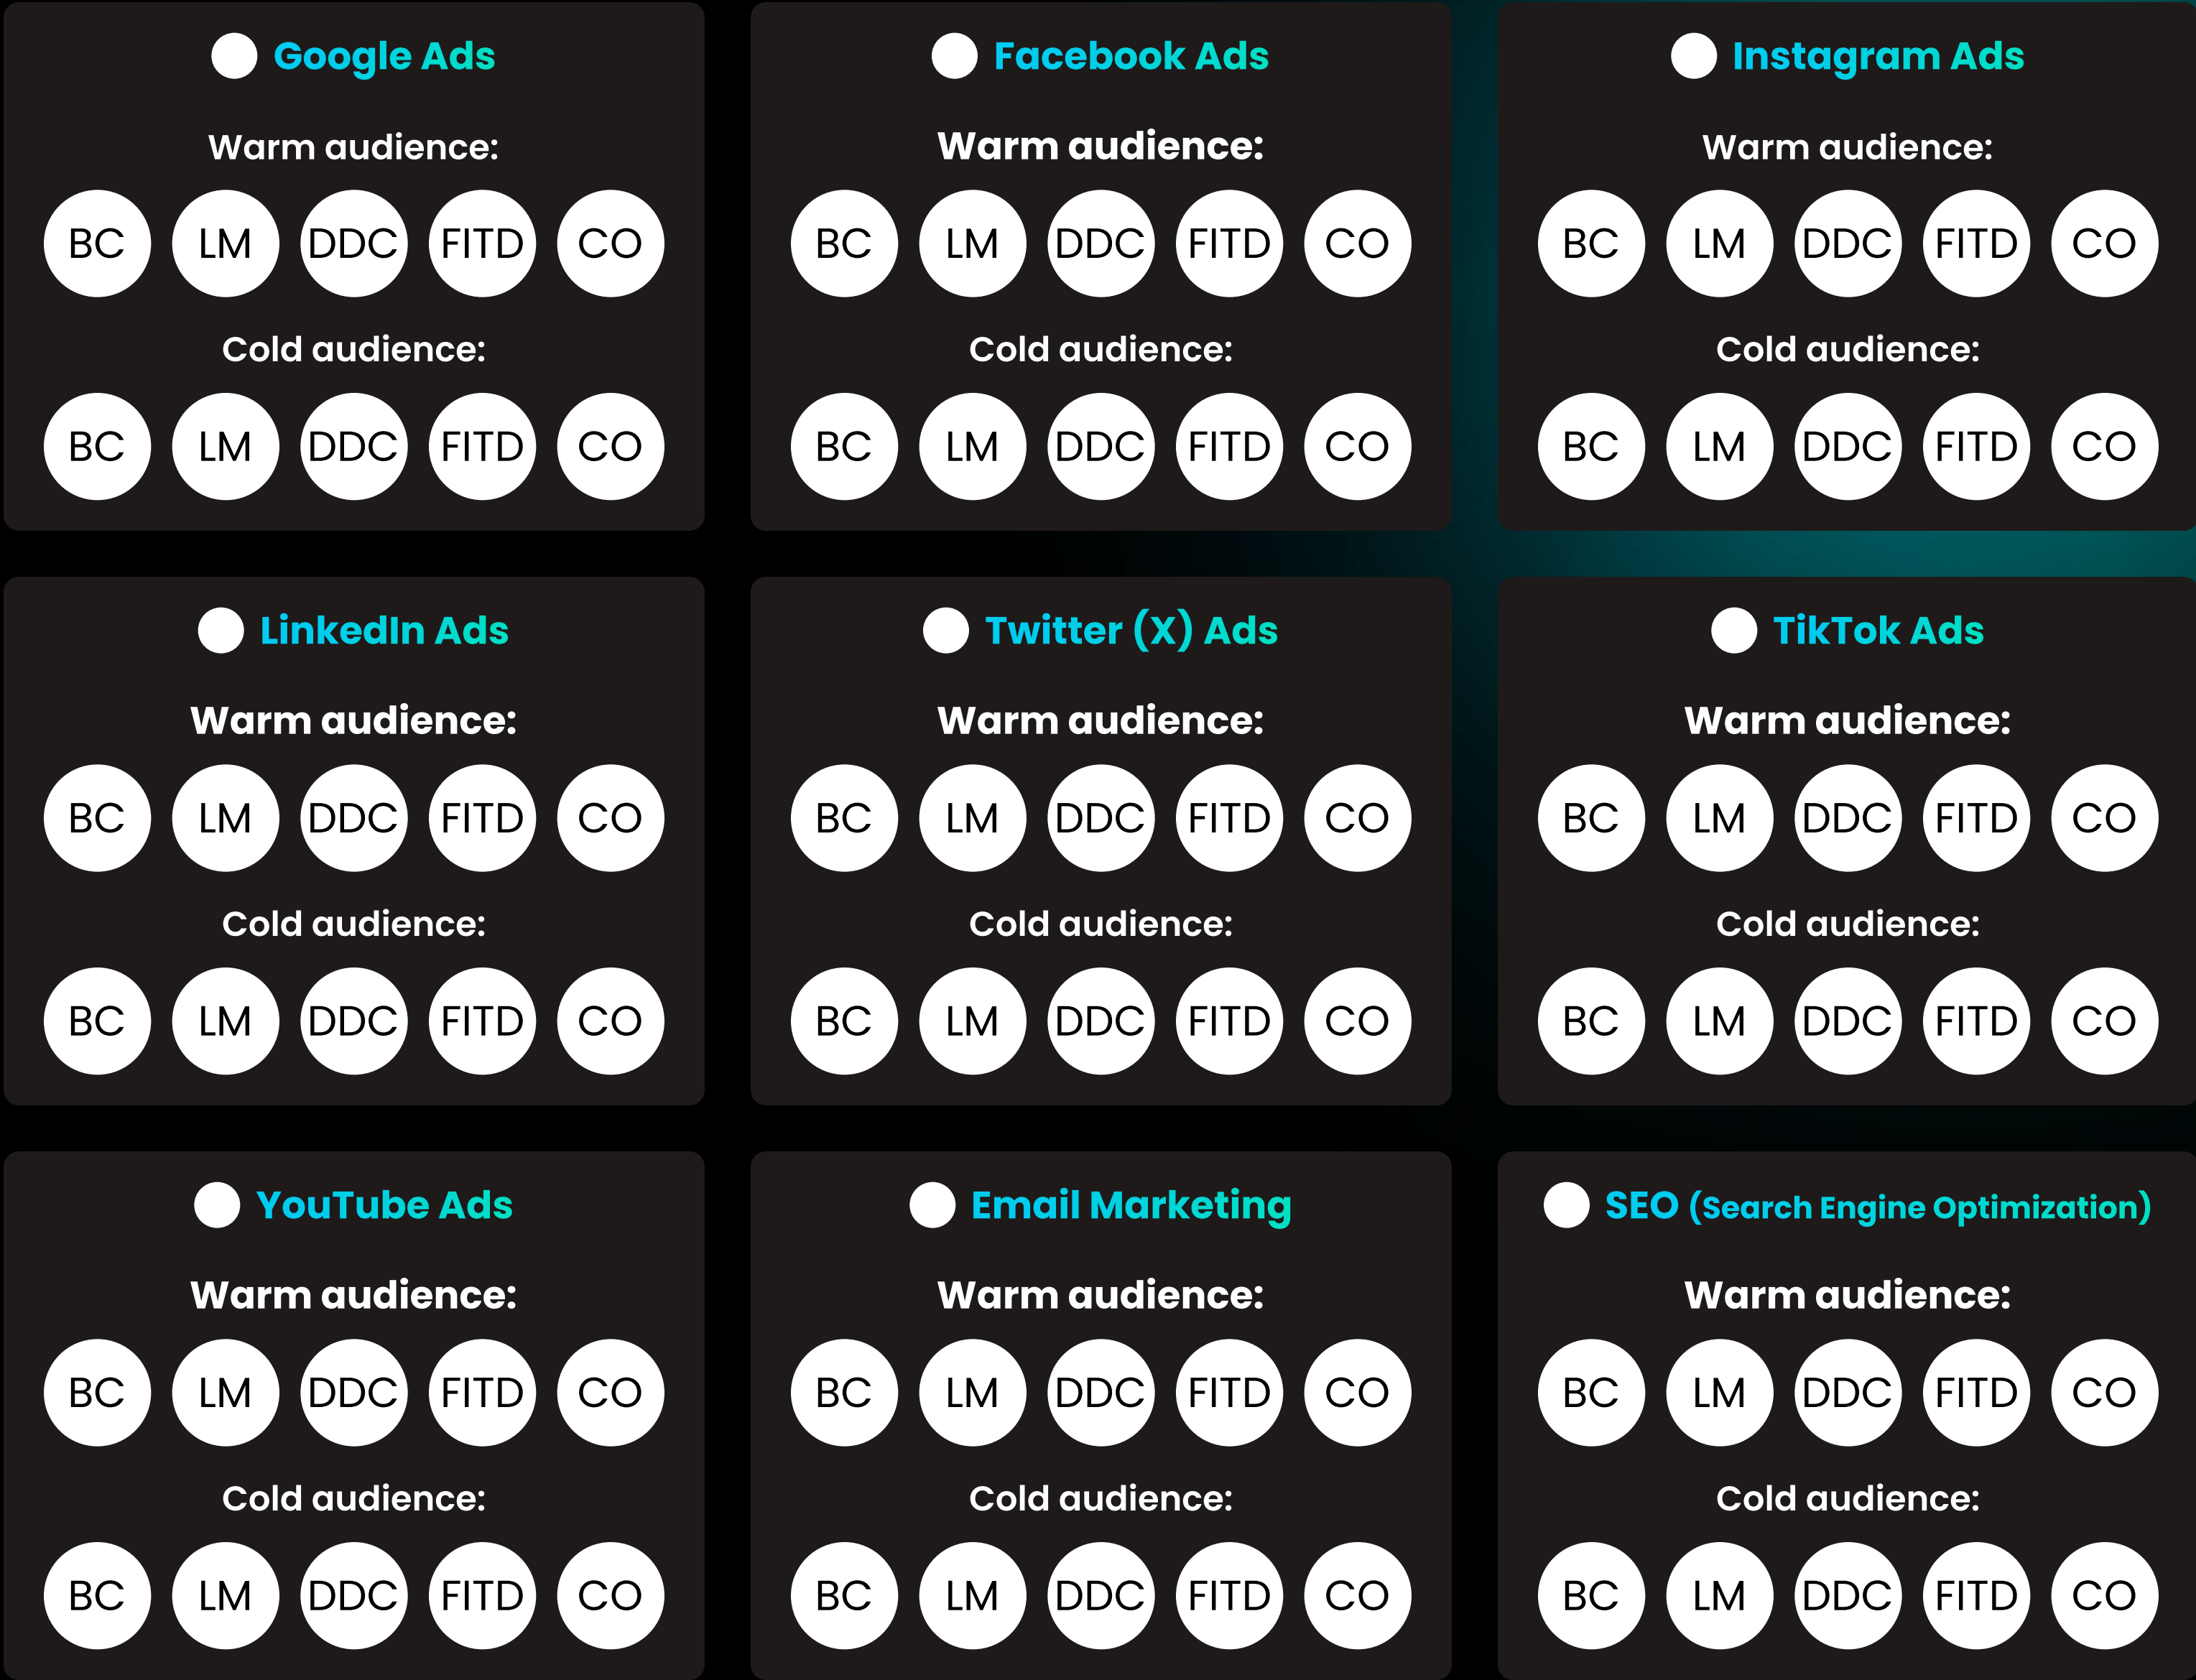 Google Ads
Warm audience:
BC LM DDC FITD CO
Cold audience:
BC LM DDC FITD CO
Facebook Ads
Warm audience:
BC LM DDC FITD CO
Cold audience:
BC LM DDC FITD CO
Instagram Ads
Warm audience:
BC LM DDC FITD CO
Cold audience:
BC LM DDC FITD CO
LinkedIn Ads
Warm audience:
BC LM DDC FITD CO
Cold audience:
BC LM DDC FITD CO
Twitter (X) Ads
Warm audience:
BC LM DDC FITD CO
Cold audience:
BC LM DDC FITD CO
TikTok Ads
Warm audience:
BC LM DDC FITD CO
Cold audience:
BC LM DDC FITD CO
YouTube Ads
Warm audience:
BC LM DDC FITD CO
Cold audience:
BC LM DDC FITD CO
Email Marketing
Warm audience:
BC LM DDC FITD CO
Cold audience:
BC LM DDC FITD CO
SEO (Search Engine Optimization)
Warm audience:
BC LM DDC FITD CO
Cold audience:
BC LM DDC FITD CO